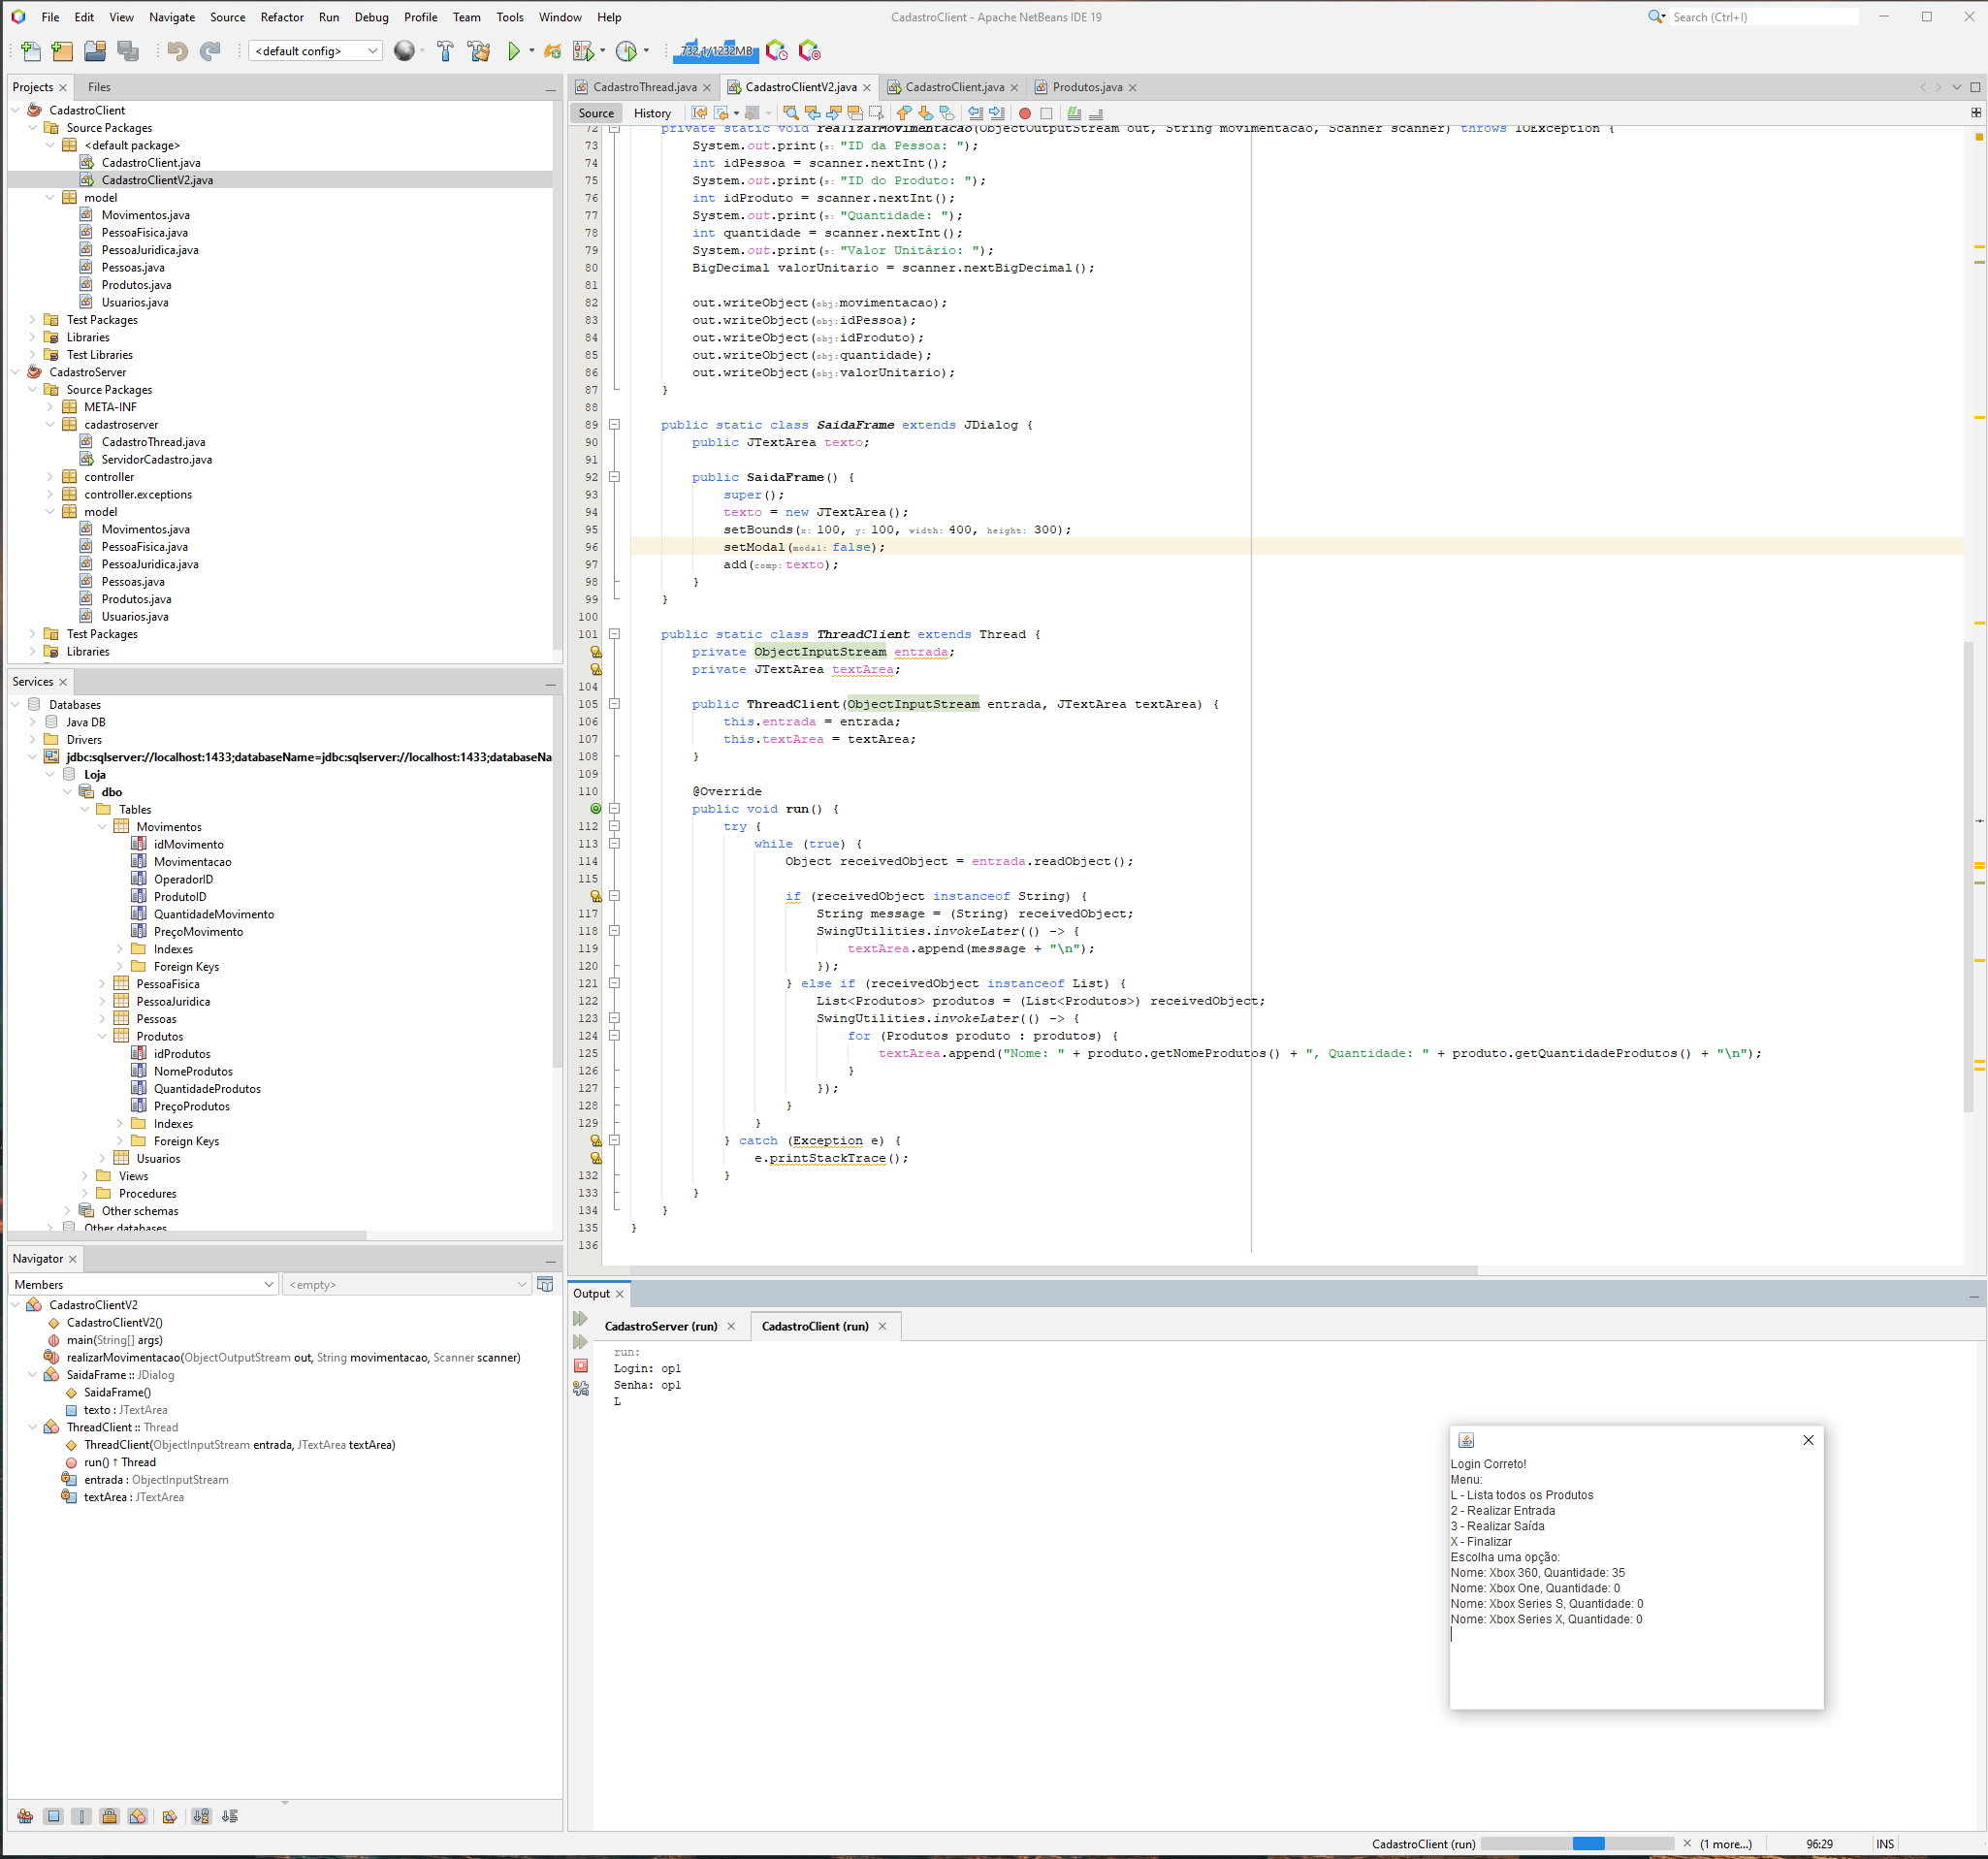 File Edit View Navigate Source Refactor Run Debug Profile Team Tools Window Help
CadastroClient - Apache NetBeans IDE 19
Search (Ctrl+I)
<default config>
732,1/1232MB
Projects
Files
CadastroClient
Source Packages
<default package>
CadastroClient.java
CadastroClientV2.java
model
Movimentos.java
PessoaFisica.java
PessoaJuridica.java
Pessoas.java
Produtos.java
Usuarios.java
Test Packages
Libraries
Test Libraries
CadastroServer
Source Packages
META-INF
cadastroserver
CadastroThread.java
ServidorCadastro.java
controller
controller.exceptions
model
Movimentos.java
PessoaFisica.java
PessoaJuridica.java
Pessoas.java
Produtos.java
Usuarios.java
Test Packages
Libraries
Services
Databases
Java DB
Drivers
jdbc:sqlserver://localhost:1433;databaseName=jdbc:sqlserver://localhost:1433;databaseNa
Loja
dbo
Tables
Movimentos
idMovimento
Movimentacao
OperadorID
ProdutoID
QuantidadeMovimento
PreçoMovimento
Indexes
Foreign Keys
PessoaFisica
PessoaJuridica
Pessoas
Produtos
idProdutos
NomeProdutos
QuantidadeProdutos
PreçoProdutos
Indexes
Foreign Keys
Usuarios
Views
Procedures
Other schemas
Other databases
Navigator
Members
<empty>
CadastroClientV2
CadastroClientV2()
main(String[] args)
realizarMovimentacao(ObjectOutputStream out, String movimentacao, Scanner scanner)
SaidaFrame :: JDialog
SaidaFrame()
texto : JTextArea
ThreadClient :: Thread
ThreadClient(ObjectInputStream entrada, JTextArea textArea)
run() ↑ Thread
entrada : ObjectInputStream
textArea : JTextArea
CadastroThread.java
CadastroClientV2.java
CadastroClient.java
Produtos.java
Source
History
72 private static void realizarMovimentacao(ObjectOutputStream out, String movimentacao, Scanner scanner) throws IOException {
73 System.out.print(s: "ID da Pessoa: ");
74 int idPessoa = scanner.nextInt();
75 System.out.print(s: "ID do Produto: ");
76 int idProduto = scanner.nextInt();
77 System.out.print(s: "Quantidade: ");
78 int quantidade = scanner.nextInt();
79 System.out.print(s: "Valor Unitário: ");
80 BigDecimal valorUnitario = scanner.nextBigDecimal();
81
82 out.writeObject(obj: movimentacao);
83 out.writeObject(obj: idPessoa);
84 out.writeObject(obj: idProduto);
85 out.writeObject(obj: quantidade);
86 out.writeObject(obj: valorUnitario);
87 }
88
89 public static class SaidaFrame extends JDialog {
90 public JTextArea texto;
91
92 public SaidaFrame() {
93 super();
94 texto = new JTextArea();
95 setBounds(x: 100, y: 100, width: 400, height: 300);
96 setModal(modal: false);
97 add(comp: texto);
98 }
99 }
100
101 public static class ThreadClient extends Thread {
private ObjectInputStream entrada;
private JTextArea textArea;
104
105 public ThreadClient(ObjectInputStream entrada, JTextArea textArea) {
106 this.entrada = entrada;
107 this.textArea = textArea;
108 }
109
110 @Override
public void run() {
112 try {
113 while (true) {
114 Object receivedObject = entrada.readObject();
115
if (receivedObject instanceof String) {
117 String message = (String) receivedObject;
118 SwingUtilities.invokeLater(() -> {
119 textArea.append(message + "\n");
120 });
121 } else if (receivedObject instanceof List) {
122 List<Produtos> produtos = (List<Produtos>) receivedObject;
123 SwingUtilities.invokeLater(() -> {
124 for (Produtos produto : produtos) {
125 textArea.append("Nome: " + produto.getNomeProdutos() + ", Quantidade: " + produto.getQuantidadeProdutos() + "\n");
126 }
127 });
128 }
129 }
} catch (Exception e) {
e.printStackTrace();
132 }
133 }
134 }
135 }
136
Output
CadastroServer (run)
CadastroClient (run)
run:
Login: op1
Senha: op1
L
Login Correto!
Menu:
L - Lista todos os Produtos
2 - Realizar Entrada
3 - Realizar Saída
X - Finalizar
Escolha uma opção:
Nome: Xbox 360, Quantidade: 35
Nome: Xbox One, Quantidade: 0
Nome: Xbox Series S, Quantidade: 0
Nome: Xbox Series X, Quantidade: 0
CadastroClient (run)
(1 more...)
96:29
INS